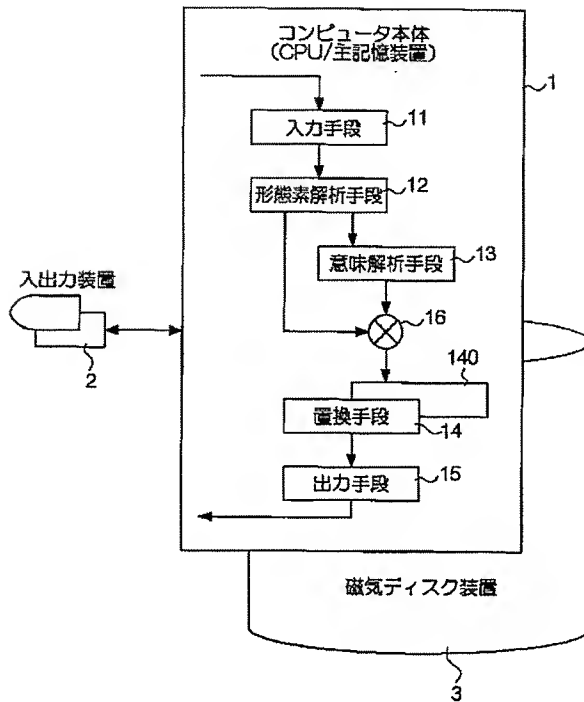 コンピュータ本体
(CPU/主記憶装置)
1
入力手段
11
形態素解析手段
12
意味解析手段
13
入出力装置
2
16
140
置換手段
14
出力手段
15
磁気ディスク装置
3